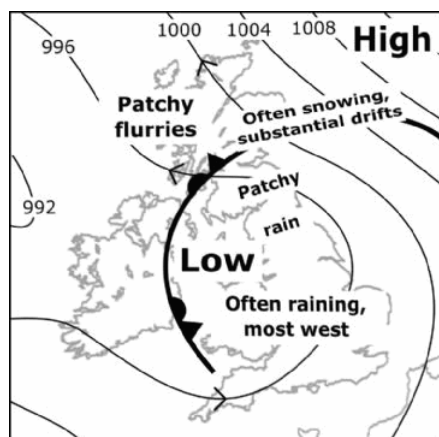 996
1000
1004
1008
High
Patchy
flurries
Often snowing,
substantial drifts
992
Patchy
rain
Low
Often raining,
most west